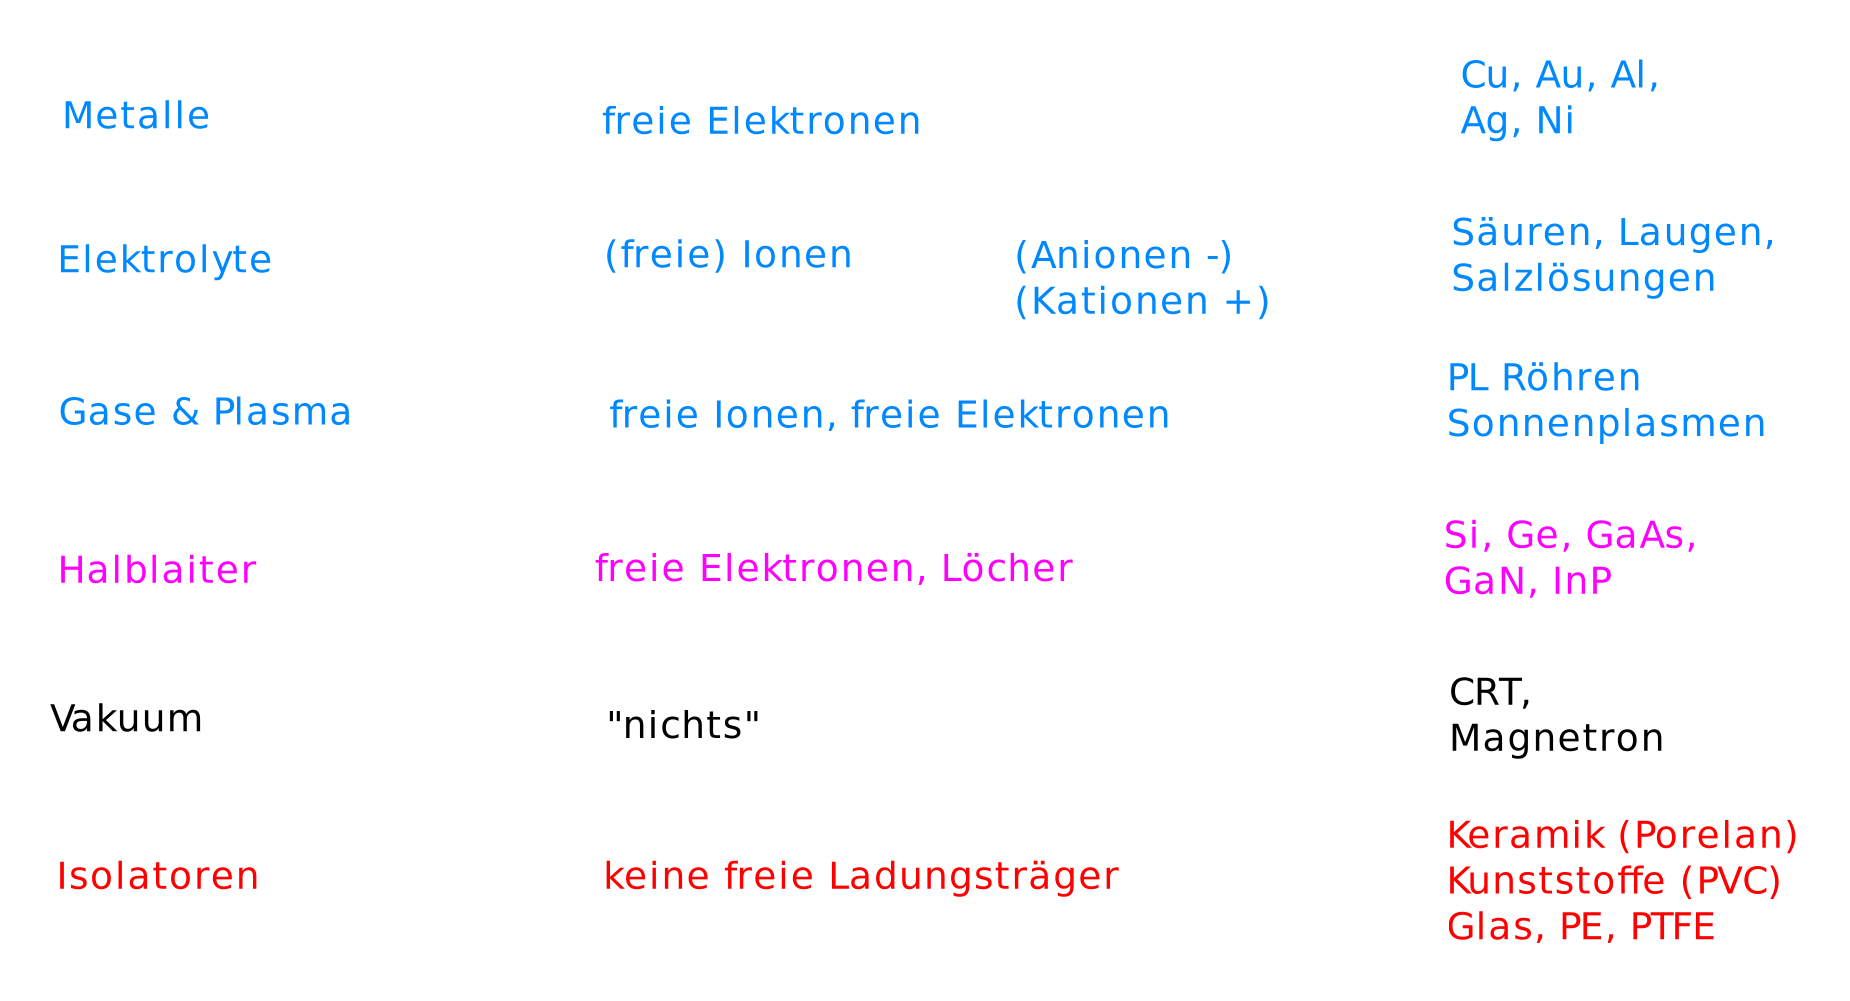 Metalle
freie Elektronen
Cu, Au, Al,
Ag, Ni
Elektrolyte
(freie) Ionen
(Anionen -)
(Kationen +)
Säuren, Laugen,
Salzlösungen
Gase & Plasma
freie Ionen, freie Elektronen
PL Röhren
Sonnenplasmen
Halblaiter
freie Elektronen, Löcher
Si, Ge, GaAs,
GaN, InP
Vakuum
"nichts"
CRT,
Magnetron
Isolatoren
keine freie Ladungsträger
Keramik (Porelan)
Kunststoffe (PVC)
Glas, PE, PTFE